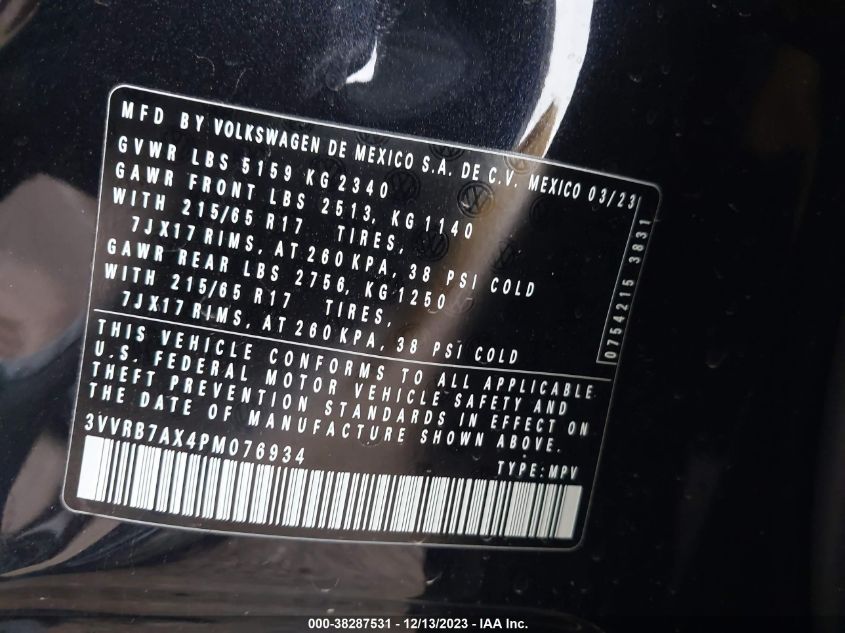 MFD BY VOLKSWAGEN DE MEXICO S.A. DE C.V. MEXICO 03/23
GVWR LBS 5159 KG 2340
GAWR FRONT LBS 2513, KG 1140
WITH 215/65 R17 TIRES,
7JX17 RIMS, AT 260 KPA, 38 PSI COLD
GAWR REAR LBS 2756, KG 1250
WITH 215/65 R17 TIRES,
7JX17 RIMS, AT 260 KPA, 38 PSI COLD
0754215 3831
THIS VEHICLE CONFORMS TO ALL APPLICABLE
U.S. FEDERAL MOTOR VEHICLE SAFETY AND
THEFT PREVENTION STANDARDS IN EFFECT ON
THE DATE OF MANUFACTURE SHOWN ABOVE.
3VVRB7AX4PM076934
TYPE: MPV
000-38287531 - 12/13/2023 - IAA Inc.